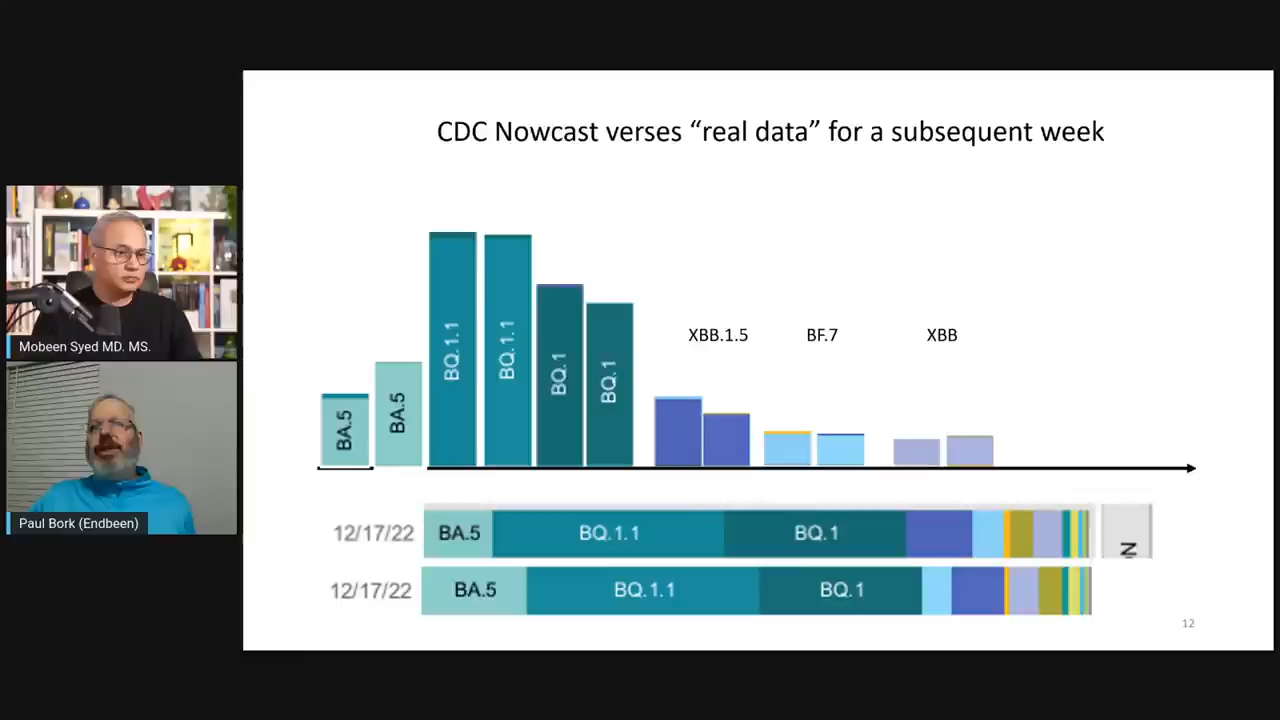 CDC Nowcast verses “real data” for a subsequent week
BA.5
BA.5
BQ.1.1
BQ.1.1
BQ.1
BQ.1
XBB.1.5
BF.7
XBB
12/17/22
BA.5
BQ.1.1
BQ.1
12/17/22
BA.5
BQ.1.1
BQ.1
12
Mobeen Syed MD. MS.
Paul Bork (Endbeen)